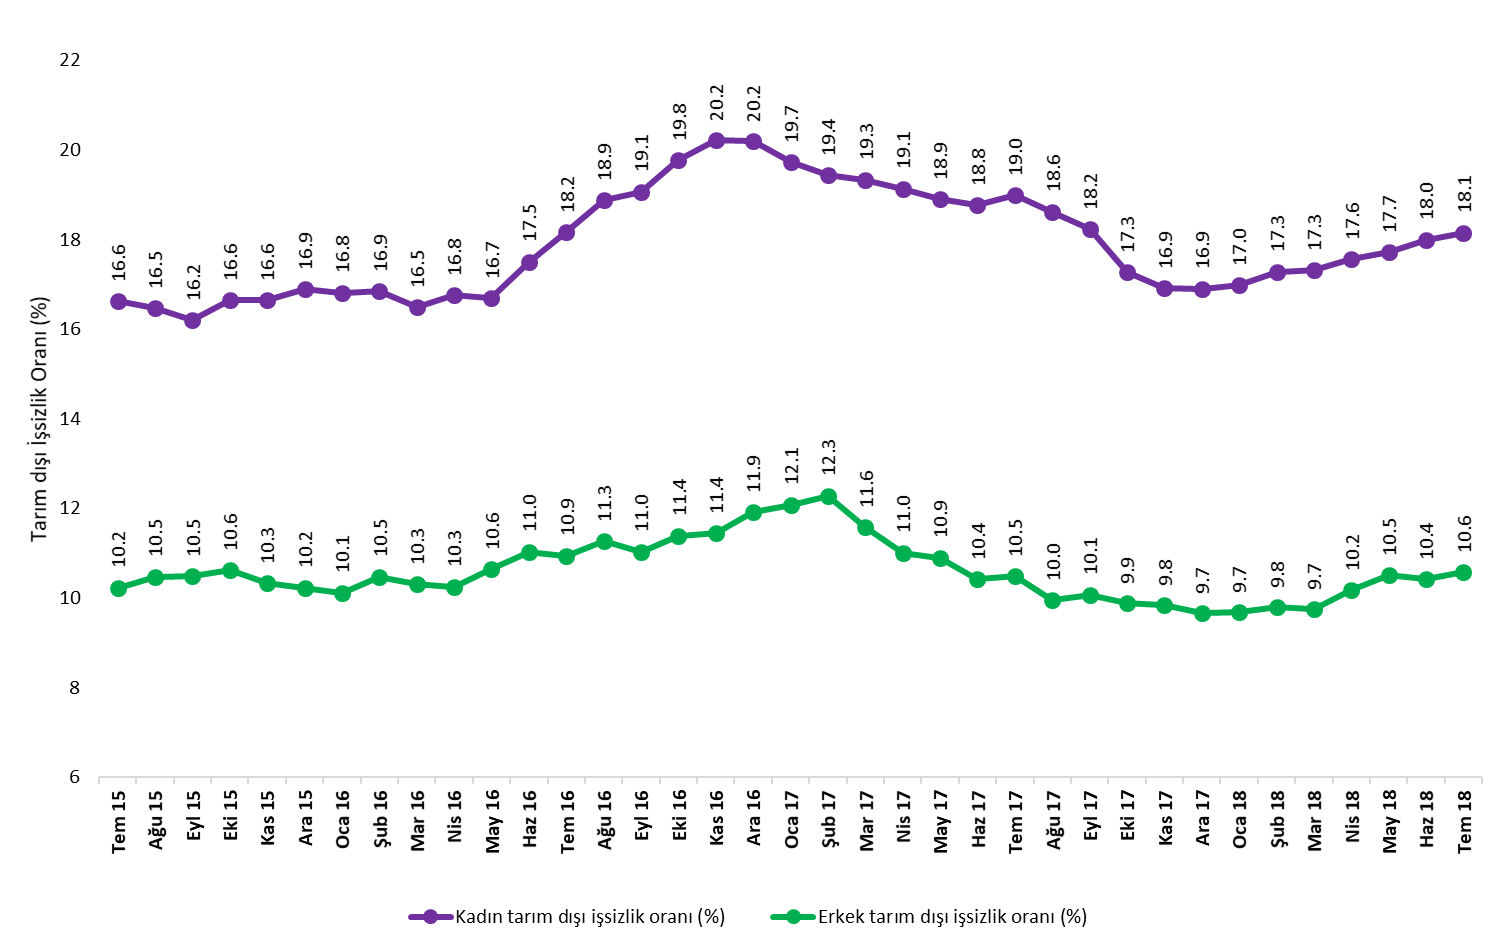 22
20
18
16
14
12
10
8
6
Tarım dışı İşsizlik Oranı (%)
16.6 16.5 16.2 16.6 16.6 16.9 16.8 16.9 16.5 16.8 16.7 17.5 18.2 18.9 19.1 19.8 20.2 20.2 19.7 19.4 19.3 19.1 18.9 18.8 19.0 18.6 18.2 17.3 16.9 16.9 17.0 17.3 17.3 17.6 17.7 18.0 18.1
10.2 10.5 10.5 10.6 10.3 10.2 10.1 10.5 10.3 10.3 10.6 11.0 10.9 11.3 11.0 11.4 11.4 11.9 12.1 12.3 11.6 11.0 10.9 10.4 10.5 10.0 10.1 9.9 9.8 9.7 9.7 9.8 9.7 10.2 10.5 10.4 10.6
Tem 15 Ağu 15 Eyl 15 Eki 15 Kas 15 Ara 15 Oca 16 Şub 16 Mar 16 Nis 16 May 16 Haz 16 Tem 16 Ağu 16 Eyl 16 Eki 16 Kas 16 Ara 16 Oca 17 Şub 17 Mar 17 Nis 17 May 17 Haz 17 Tem 17 Ağu 17 Eyl 17 Eki 17 Kas 17 Ara 17 Oca 18 Şub 18 Mar 18 Nis 18 May 18 Haz 18 Tem 18
Kadın tarım dışı işsizlik oranı (%) Erkek tarım dışı işsizlik oranı (%)